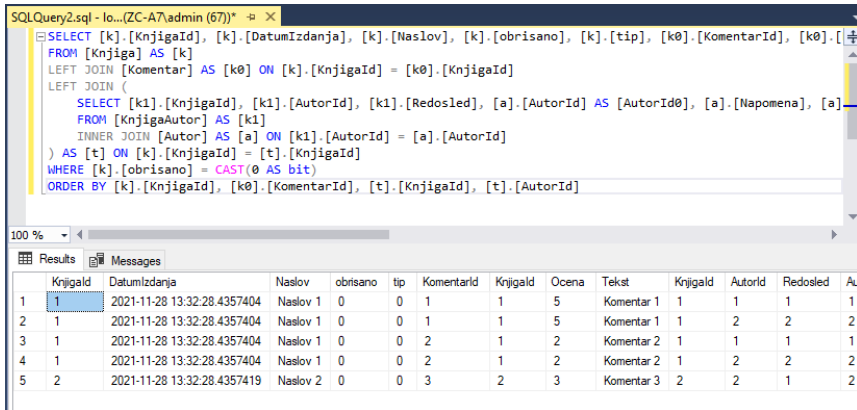 SQLQuery2.sql - lo...(ZC-A7\admin (67))*
SELECT [k].[KnjigaId], [k].[DatumIzdanja], [k].[Naslov], [k].[obrisano], [k].[tip], [k0].[KomentarId], [k0].[
FROM [Knjiga] AS [k]
LEFT JOIN [Komentar] AS [k0] ON [k].[KnjigaId] = [k0].[KnjigaId]
LEFT JOIN (
SELECT [k1].[KnjigaId], [k1].[AutorId], [k1].[Redosled], [a].[AutorId] AS [AutorId0], [a].[Napomena], [a]
FROM [KnjigaAutor] AS [k1]
INNER JOIN [Autor] AS [a] ON [k1].[AutorId] = [a].[AutorId]
) AS [t] ON [k].[KnjigaId] = [t].[KnjigaId]
WHERE [k].[obrisano] = CAST(0 AS bit)
ORDER BY [k].[KnjigaId], [k0].[KomentarId], [t].[KnjigaId], [t].[AutorId]
100 %
Results Messages
KnjigaId DatumIzdanja Naslov obrisano tip KomentarId KnjigaId Ocena Tekst KnjigaId AutorId Redosled Au
1 1 2021-11-28 13:32:28.4357404 Naslov 1 0 0 1 1 5 Komentar 1 1 1 1 1
2 1 2021-11-28 13:32:28.4357404 Naslov 1 0 0 1 1 5 Komentar 1 1 2 2 2
3 1 2021-11-28 13:32:28.4357404 Naslov 1 0 0 2 1 2 Komentar 2 1 1 1 1
4 1 2021-11-28 13:32:28.4357404 Naslov 1 0 0 2 1 2 Komentar 2 1 2 2 2
5 2 2021-11-28 13:32:28.4357419 Naslov 2 0 0 3 2 3 Komentar 3 2 2 1 2